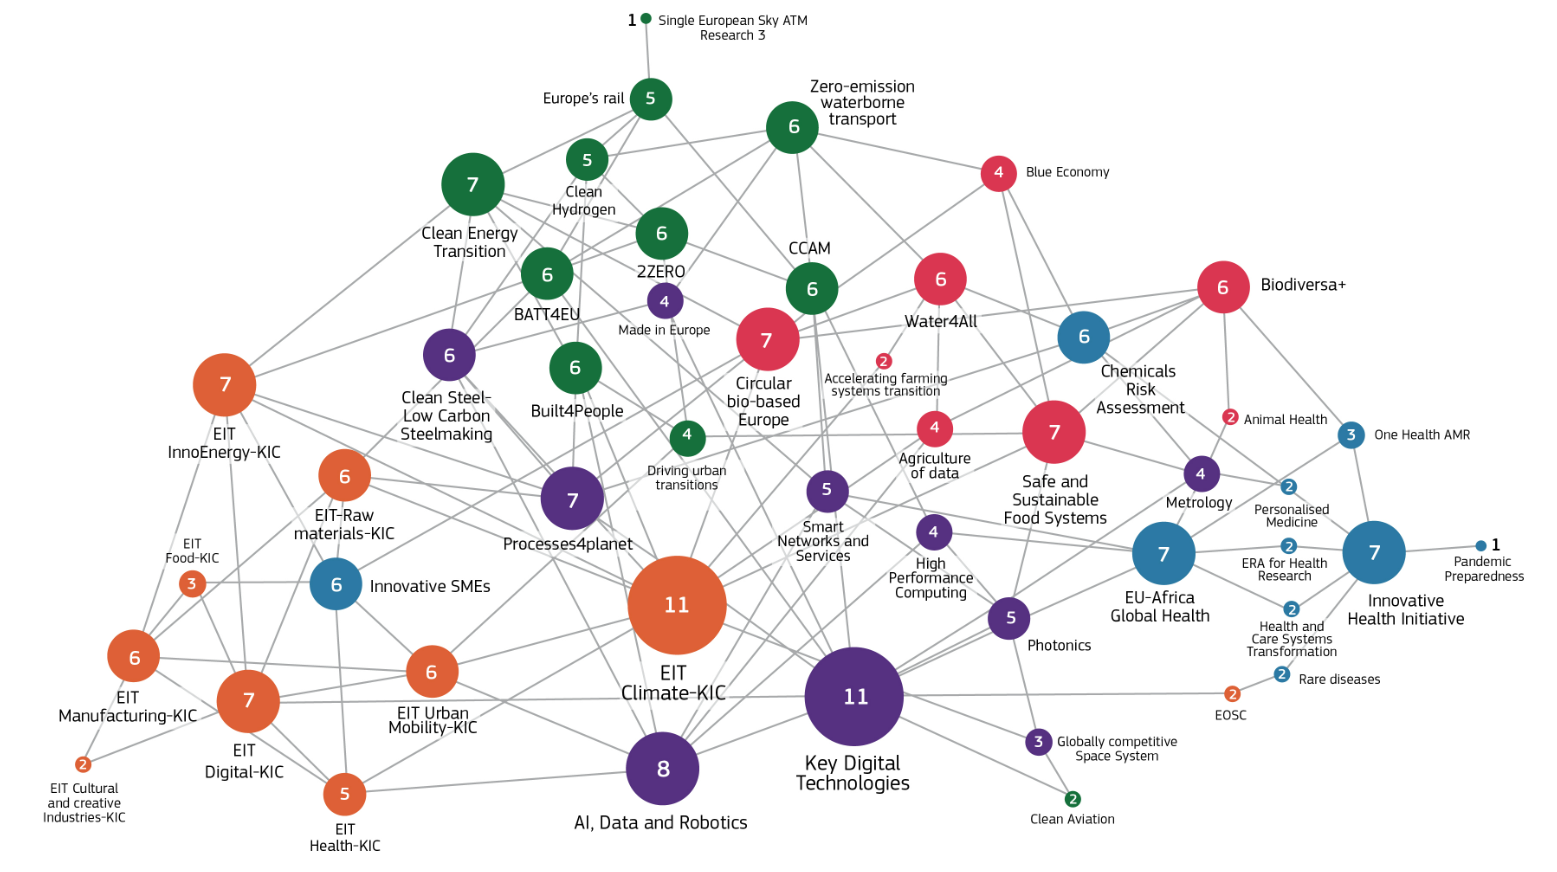 1
Single European Sky ATM
Research 3
Europe's rail
5
Zero-emission
waterborne
transport
6
5
Clean
Hydrogen
7
Clean Energy
Transition
4
Blue Economy
6
2ZERO
CCAM
6
6
BATT4EU
4
Made in Europe
6
Water4All
6
Biodiversa+
7
Circular
bio-based
Europe
6
Chemicals
Risk
Assessment
6
Clean Steel-
Low Carbon
Steelmaking
6
Built4People
2
Accelerating farming
systems transition
7
EIT
InnoEnergy-KIC
4
Driving urban
transitions
4
Agriculture
of data
7
Safe and
Sustainable
Food Systems
2
Animal Health
3
One Health AMR
6
EIT-Raw
materials-KIC
7
Processes4planet
5
Smart
Networks and
Services
4
Metrology
2
Personalised
Medicine
4
High
Performance
Computing
7
EU-Africa
Global Health
2
ERA for Health
Research
7
Innovative
Health Initiative
1
Pandemic
Preparedness
EIT
Food-KIC
3
6
Innovative SMEs
11
EIT
Climate-KIC
5
Photonics
2
Health and
Care Systems
Transformation
6
EIT
Manufacturing-KIC
6
EIT Urban
Mobility-KIC
2
Rare diseases
7
EIT
Digital-KIC
11
Key Digital
Technologies
2
EOSC
2
EIT Cultural
and creative
Industries-KIC
5
EIT
Health-KIC
8
AI, Data and Robotics
3
Globally competitive
Space System
2
Clean Aviation